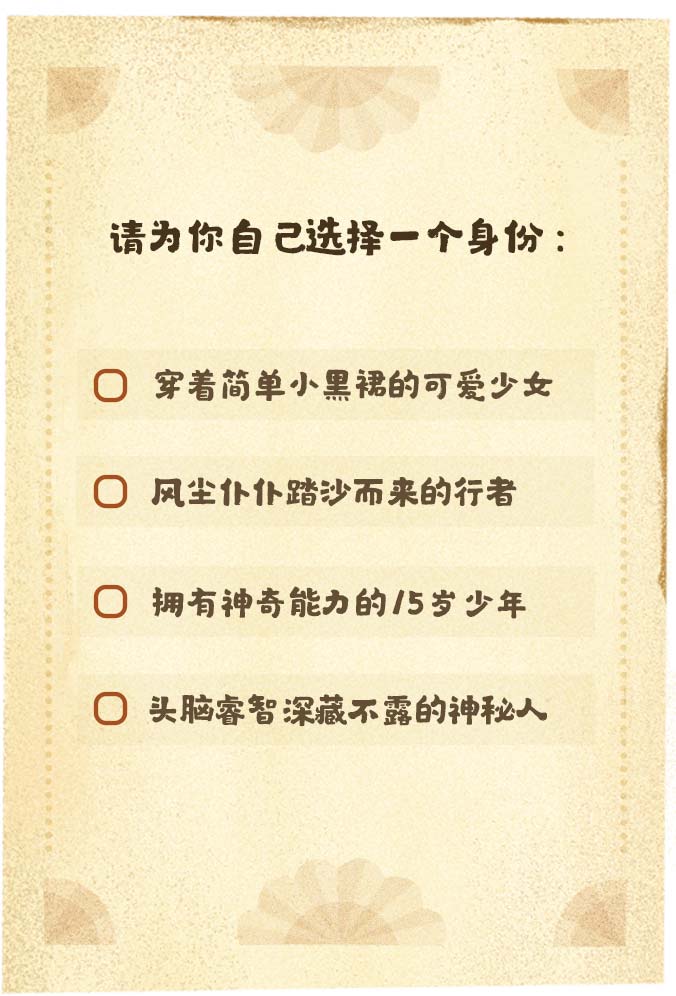 请为你自己选择一个身份：
穿着简单小黑裙的可爱少女
风尘仆仆踏沙而来的行者
拥有神奇能力的15岁少年
头脑睿智深藏不露的神秘人